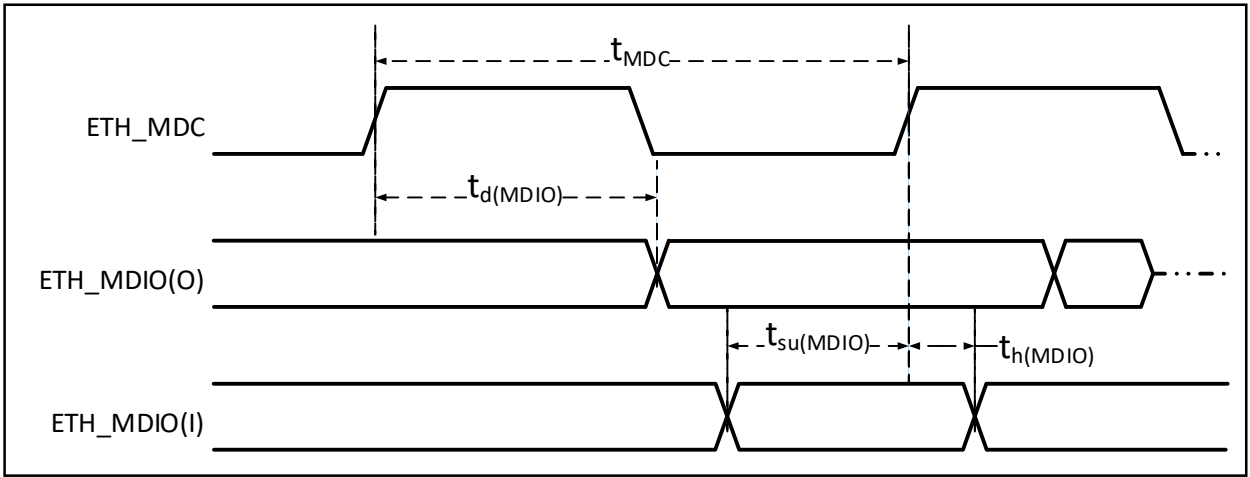 tMDC
ETH_MDC
td(MDIO)
ETH_MDIO(O)
tsu(MDIO)
th(MDIO)
ETH_MDIO(I)